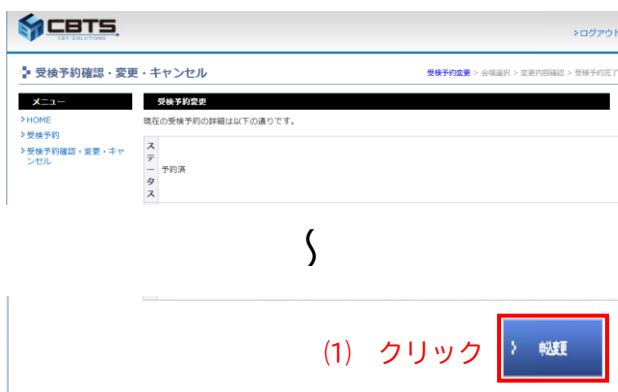 CBTS
CBT-SOLUTIONS
ログアウト
受検予約確認・変更・キャンセル
受検予約変更 > 会場選択 > 変更内容確認 > 受検予約完了
メニュー
HOME
受検予約
受検予約確認・変更・キャ
ンセル
受検予約変更
現在の受検予約の詳細は以下の通りです。
ステータス
予約済
〜
(1) クリック
申込変更